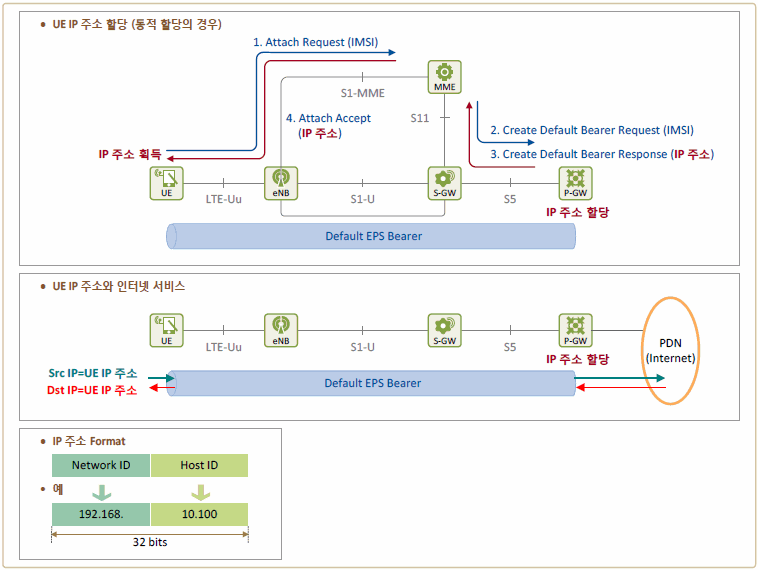 UE IP 주소 할당 (동적 할당의 경우)
1. Attach Request (IMSI)
MME
S1-MME
4. Attach Accept
(IP 주소)
S11
2. Create Default Bearer Request (IMSI)
3. Create Default Bearer Response (IP 주소)
IP 주소 획득
UE
LTE-Uu
eNB
S1-U
S-GW
S5
P-GW
IP 주소 할당
Default EPS Bearer
UE IP 주소와 인터넷 서비스
UE
LTE-Uu
eNB
S1-U
S-GW
S5
P-GW
PDN
(Internet)
IP 주소 할당
Src IP=UE IP 주소
Dst IP=UE IP 주소
Default EPS Bearer
IP 주소 Format
Network ID
Host ID
예
192.168.
10.100
32 bits